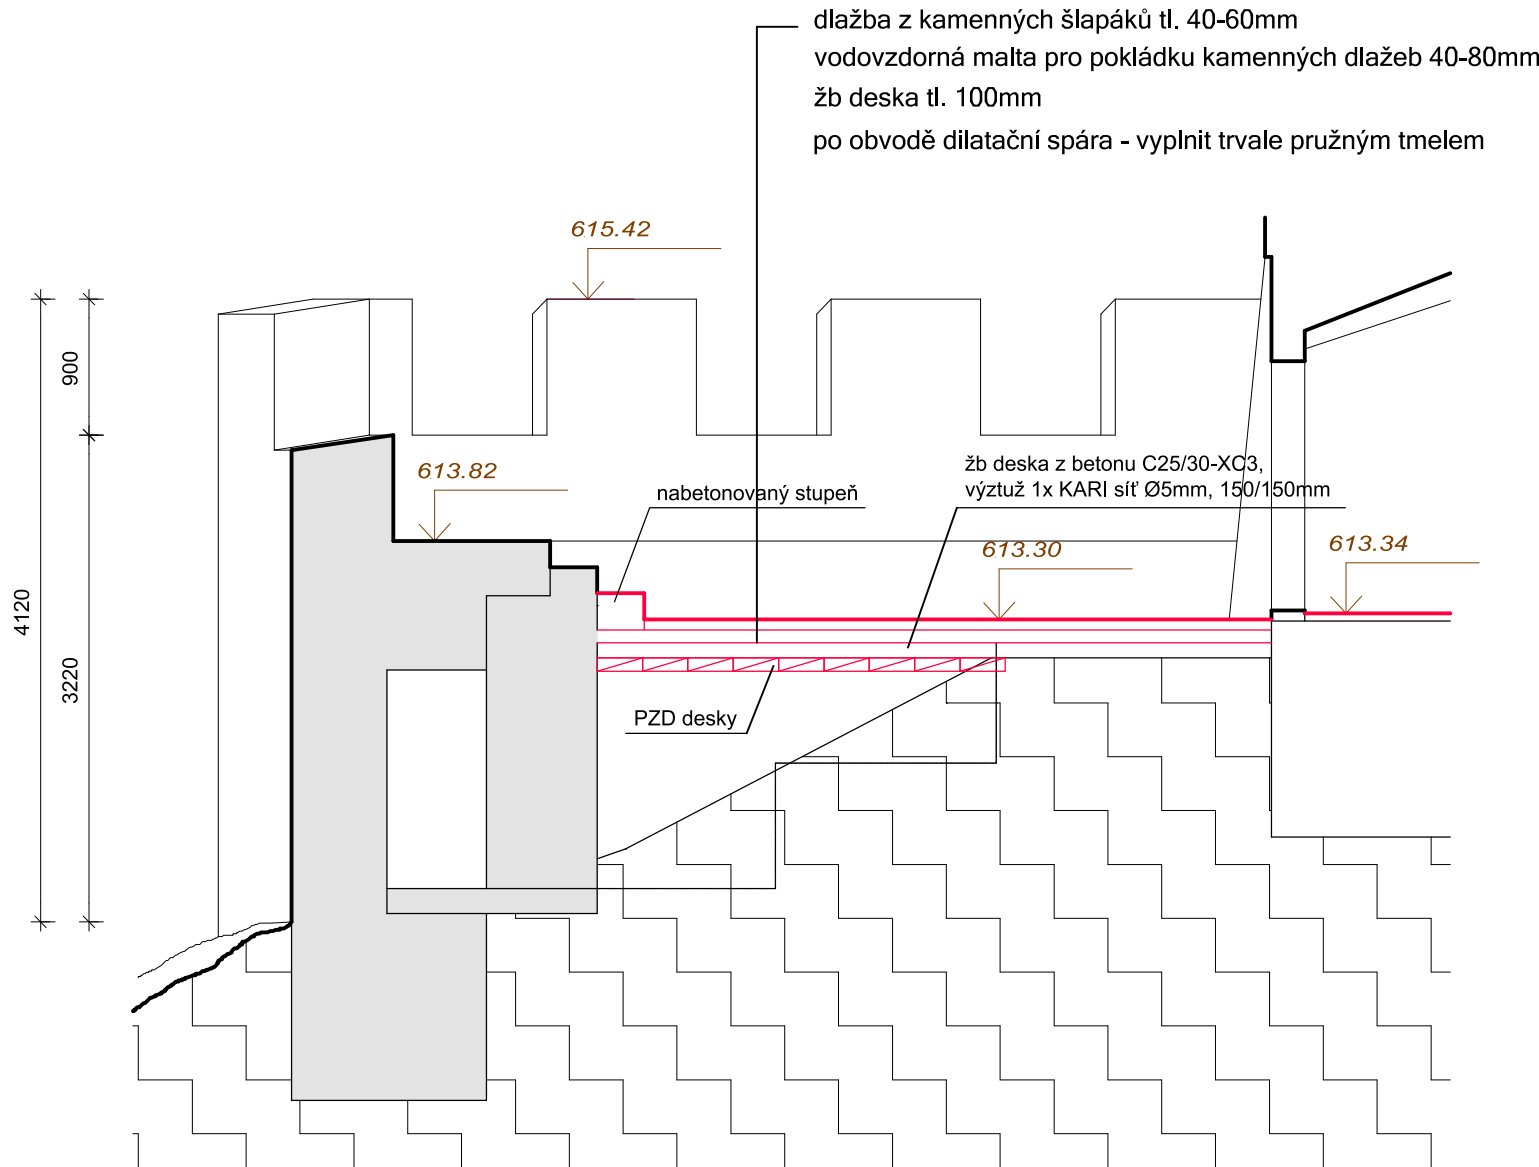 dlažba z kamenných šlapáků tl. 40-60mm
vodovzdorná malta pro pokládku kamenných dlažeb 40-80mm
žb deska tl. 100mm
po obvodě dilatační spára - vyplnit trvale pružným tmelem
615.42
900
613.82
žb deska z betonu C25/30-XC3,
výztuž 1x KARI síť Ø5mm, 150/150mm
nabetonovaný stupeň
613.30
613.34
4120
3220
PZD desky